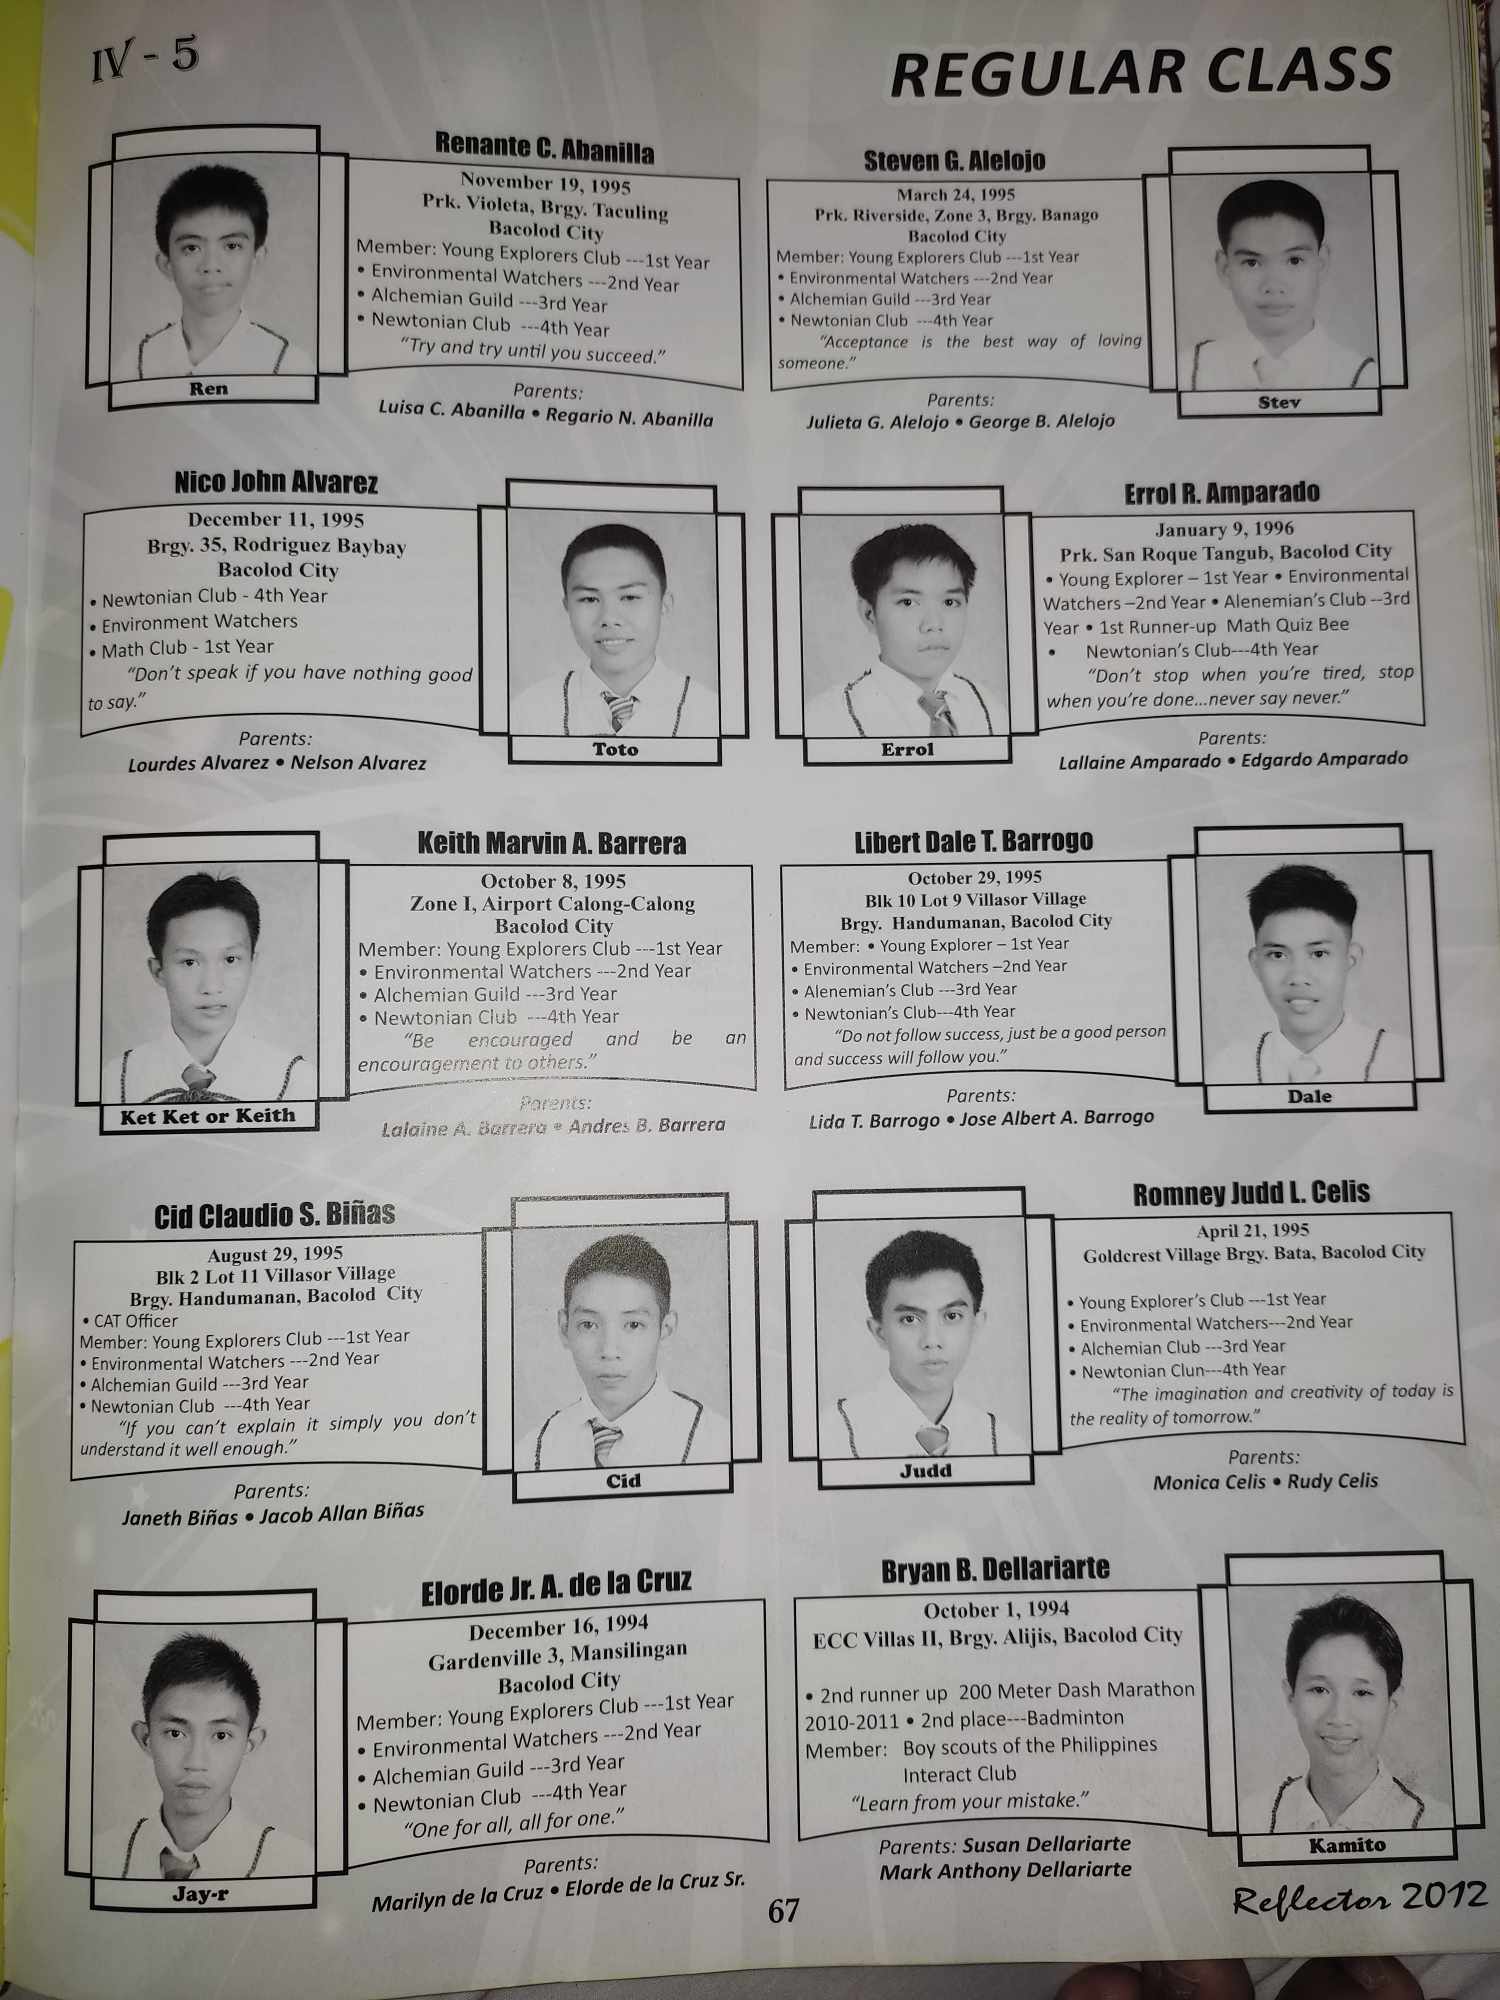 IV - 5
REGULAR CLASS
Renante C. Abanilla
November 19, 1995
Prk. Violeta, Brgy. Taculing
Bacolod City
Member: Young Explorers Club ---1st Year
• Environmental Watchers ---2nd Year
• Alchemian Guild ---3rd Year
• Newtonian Club ---4th Year
“Try and try until you succeed.”
Ren
Parents:
Luisa C. Abanilla • Regario N. Abanilla
Steven G. Alelojo
March 24, 1995
Prk. Riverside, Zone 3, Brgy. Banago
Bacolod City
Member: Young Explorers Club ---1st Year
• Environmental Watchers ---2nd Year
• Alchemian Guild ---3rd Year
• Newtonian Club ---4th Year
“Acceptance is the best way of loving
someone.”
Stev
Parents:
Julieta G. Alelojo • George B. Alelojo
Nico John Alvarez
December 11, 1995
Brgy. 35, Rodriguez Baybay
Bacolod City
• Newtonian Club - 4th Year
• Environment Watchers
• Math Club - 1st Year
“Don’t speak if you have nothing good
to say.”
Toto
Parents:
Lourdes Alvarez • Nelson Alvarez
Errol R. Amparado
January 9, 1996
Prk. San Roque Tangub, Bacolod City
• Young Explorer – 1st Year • Environmental
Watchers –2nd Year • Alenemian’s Club --3rd
Year • 1st Runner-up Math Quiz Bee
• Newtonian’s Club---4th Year
“Don’t stop when you’re tired, stop
when you’re done...never say never.”
Errol
Parents:
Lallaine Amparado • Edgardo Amparado
Keith Marvin A. Barrera
October 8, 1995
Zone I, Airport Calong-Calong
Bacolod City
Member: Young Explorers Club ---1st Year
• Environmental Watchers ---2nd Year
• Alchemian Guild ---3rd Year
• Newtonian Club ---4th Year
“Be encouraged and be an
encouragement to others.”
Ket Ket or Keith
Parents:
Lalaine A. Barrera • Andres B. Barrera
Libert Dale T. Barrogo
October 29, 1995
Blk 10 Lot 9 Villasor Village
Brgy. Handumanan, Bacolod City
Member: • Young Explorer – 1st Year
• Environmental Watchers –2nd Year
• Alenemian’s Club ---3rd Year
• Newtonian’s Club---4th Year
“Do not follow success, just be a good person
and success will follow you.”
Dale
Parents:
Lida T. Barrogo • Jose Albert A. Barrogo
Cid Claudio S. Biñas
August 29, 1995
Blk 2 Lot 11 Villasor Village
Brgy. Handumanan, Bacolod City
• CAT Officer
Member: Young Explorers Club ---1st Year
• Environmental Watchers ---2nd Year
• Alchemian Guild ---3rd Year
• Newtonian Club ---4th Year
“If you can’t explain it simply you don’t
understand it well enough.”
Cid
Parents:
Janeth Biñas • Jacob Allan Biñas
Romney Judd L. Celis
April 21, 1995
Goldcrest Village Brgy. Bata, Bacolod City
• Young Explorer’s Club ---1st Year
• Environmental Watchers---2nd Year
• Alchemian Club ---3rd Year
• Newtonian Clun---4th Year
“The imagination and creativity of today is
the reality of tomorrow.”
Judd
Parents:
Monica Celis • Rudy Celis
Elorde Jr. A. de la Cruz
December 16, 1994
Gardenville 3, Mansilingan
Bacolod City
Member: Young Explorers Club ---1st Year
• Environmental Watchers ---2nd Year
• Alchemian Guild ---3rd Year
• Newtonian Club ---4th Year
“One for all, all for one.”
Jay-r
Parents:
Marilyn de la Cruz • Elorde de la Cruz Sr.
Bryan B. Dellariarte
October 1, 1994
ECC Villas II, Brgy. Alijis, Bacolod City
• 2nd runner up 200 Meter Dash Marathon
2010-2011 • 2nd place---Badminton
Member: Boy scouts of the Philippines
Interact Club
“Learn from your mistake.”
Kamito
Parents: Susan Dellariarte
Mark Anthony Dellariarte
67
Reflector 2012